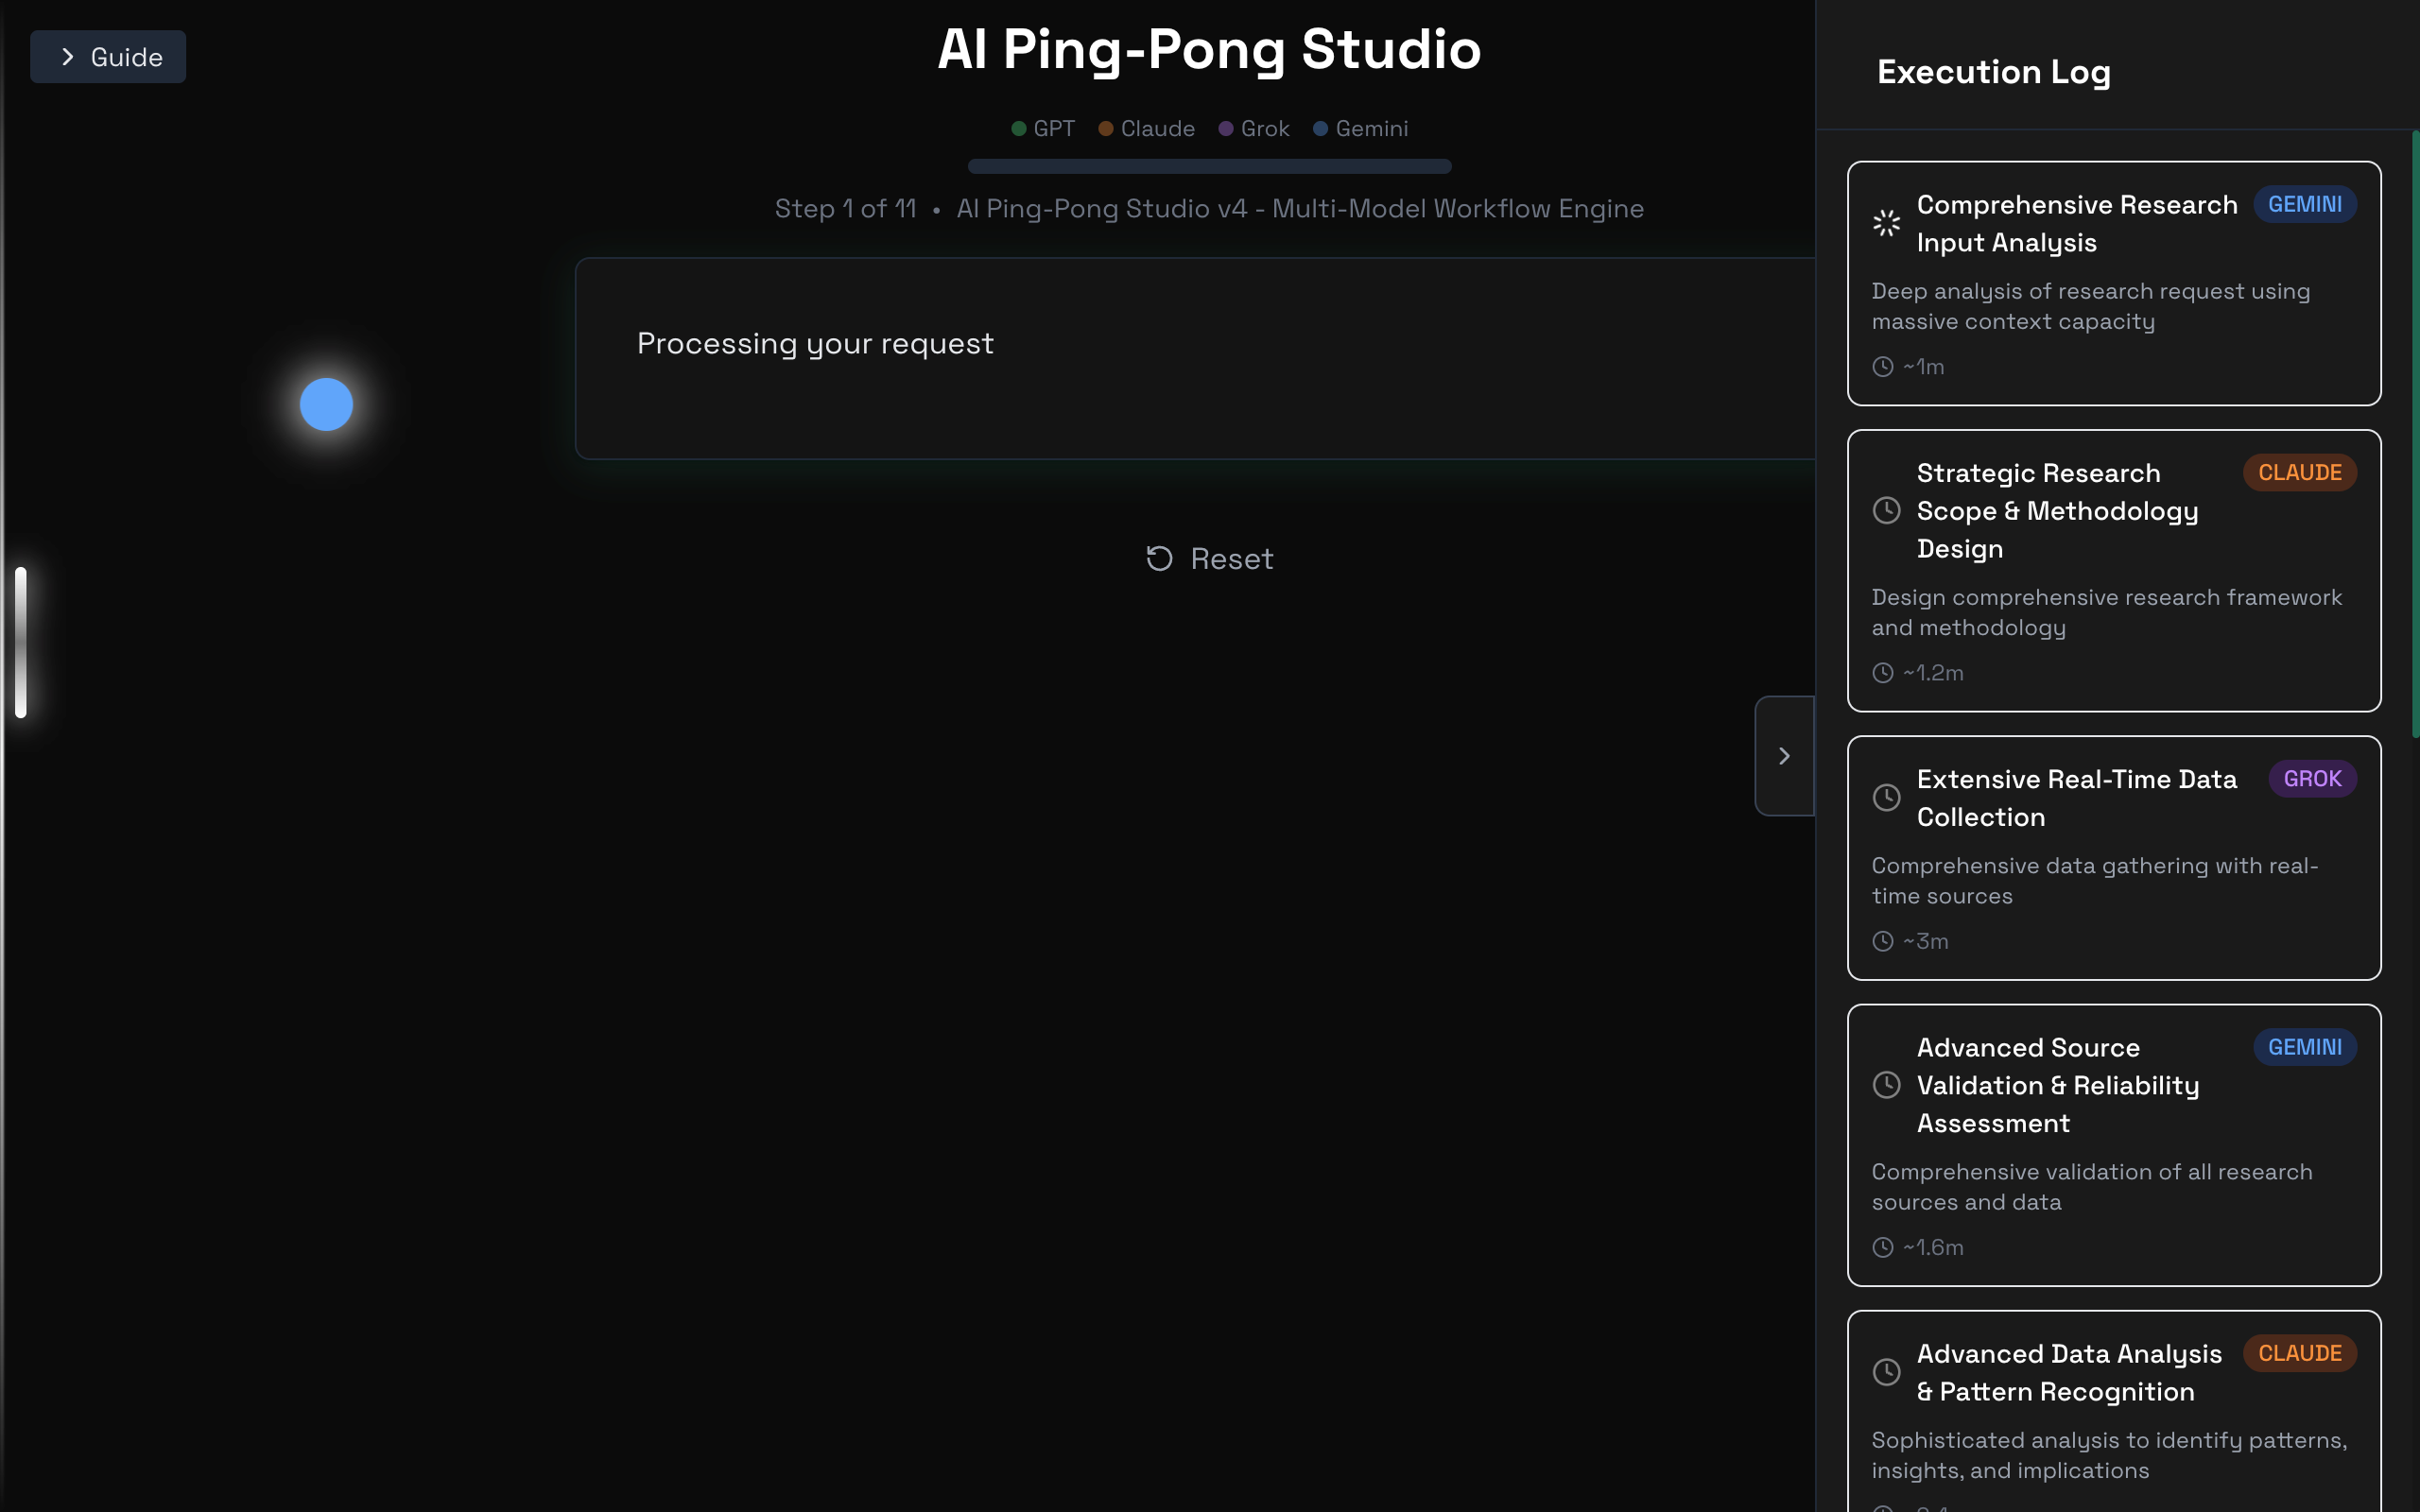 Guide
AI Ping-Pong Studio
GPT Claude Grok Gemini
Step 1 of 11 • AI Ping-Pong Studio v4 - Multi-Model Workflow Engine
Processing your request
Reset
Execution Log
Comprehensive Research
Input Analysis
GEMINI
Deep analysis of research request using
massive context capacity
~1m
Strategic Research
Scope & Methodology
Design
CLAUDE
Design comprehensive research framework
and methodology
~1.2m
Extensive Real-Time Data
Collection
GROK
Comprehensive data gathering with real-
time sources
~3m
Advanced Source
Validation & Reliability
Assessment
GEMINI
Comprehensive validation of all research
sources and data
~1.6m
Advanced Data Analysis
& Pattern Recognition
CLAUDE
Sophisticated analysis to identify patterns,
insights, and implications